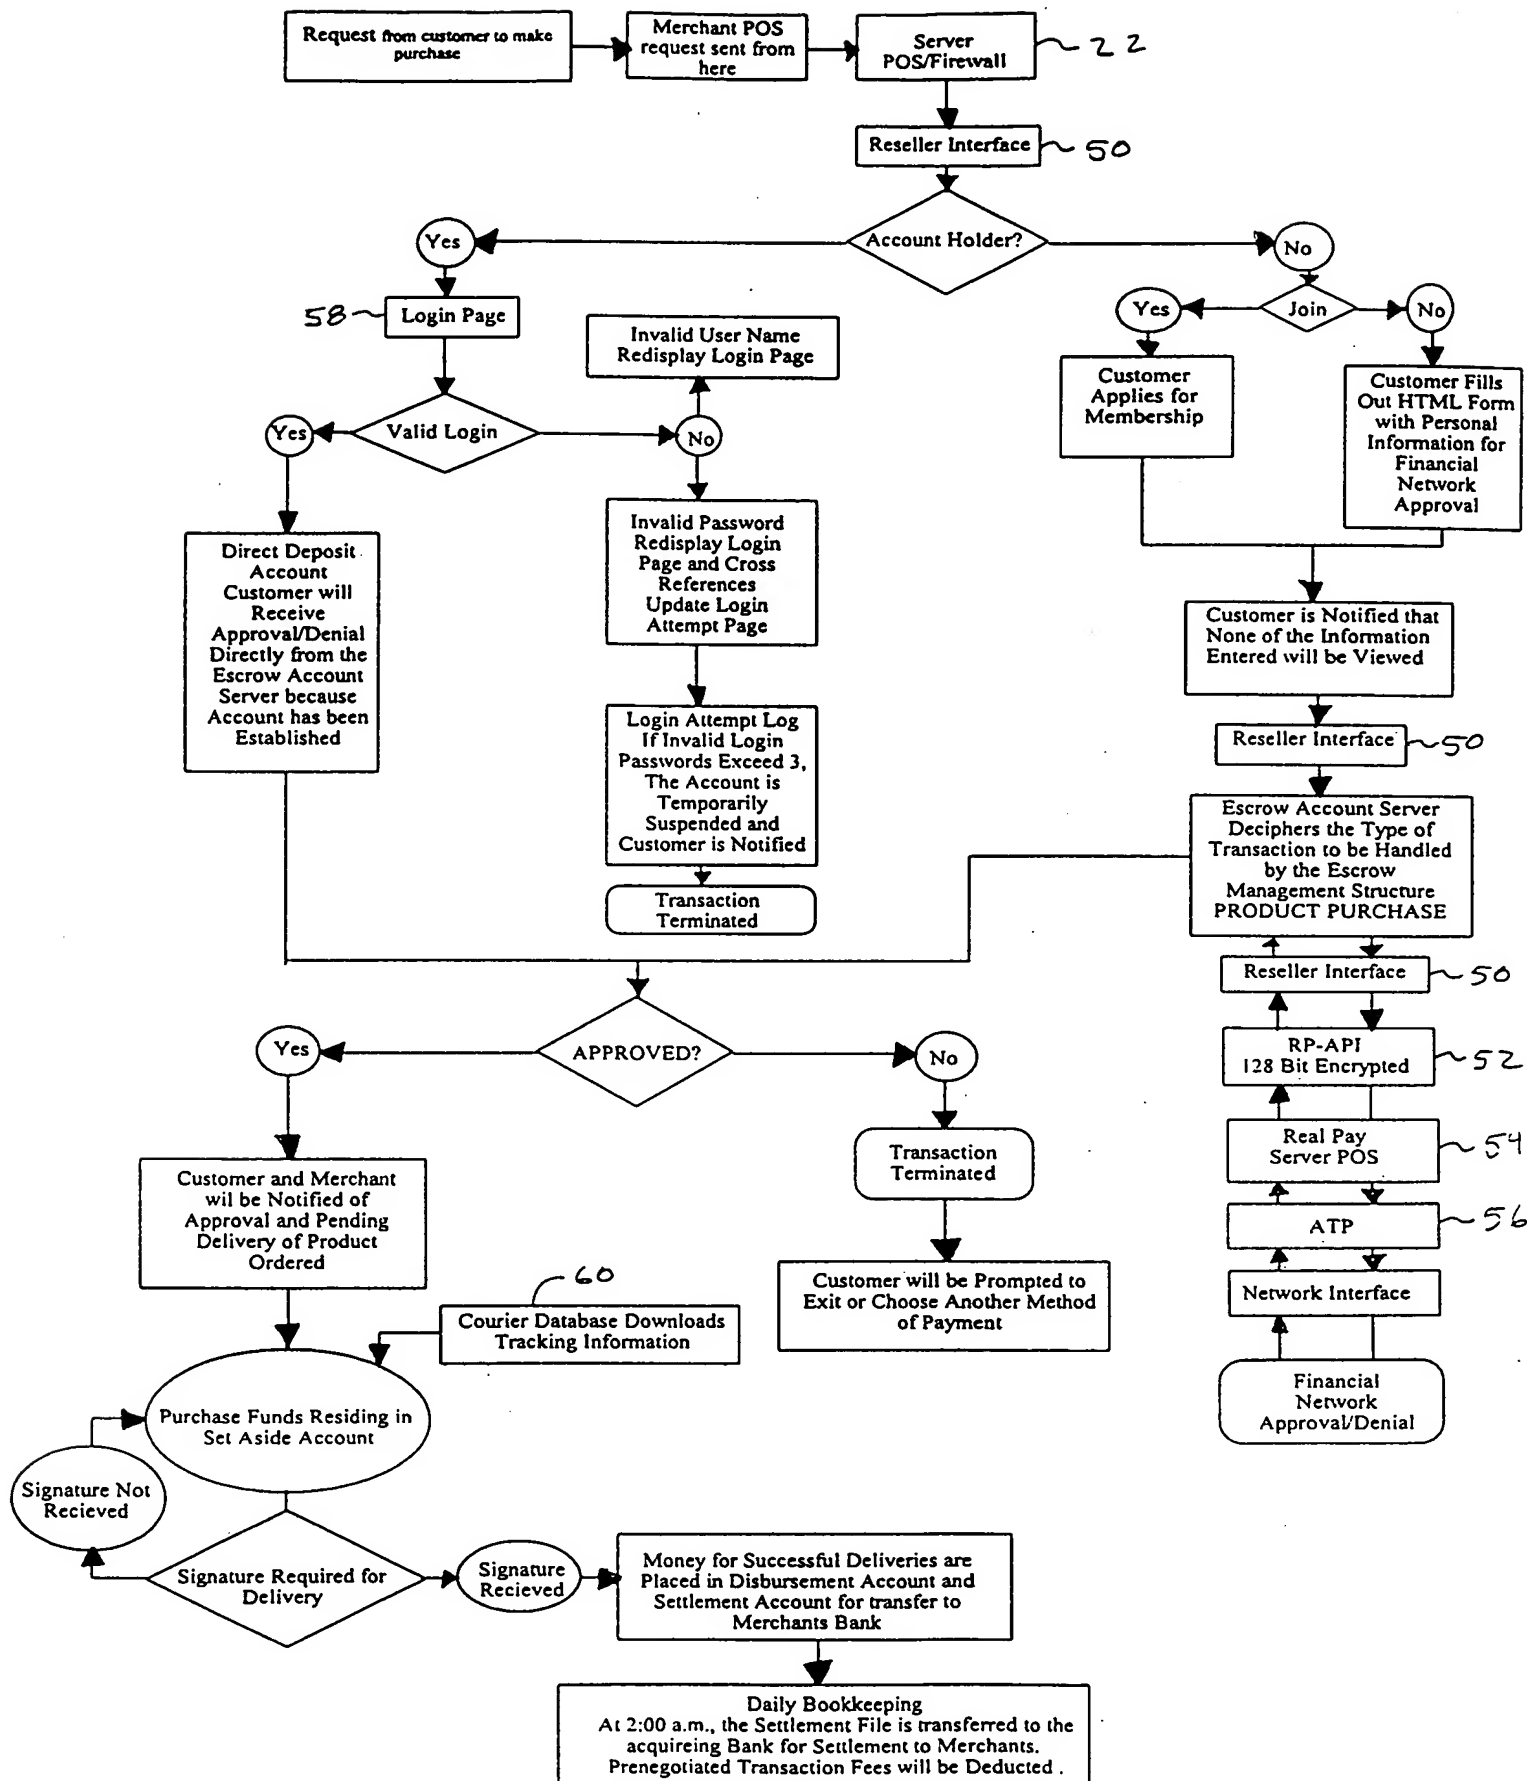 Request from customer to make
purchase
Merchant POS
request sent from
here
Server
POS/Firewall
22
Reseller Interface
50
Account Holder?
Yes
No
58
Login Page
Join
Yes
No
Invalid User Name
Redisplay Login Page
Customer
Applies for
Membership
Customer Fills
Out HTML Form
with Personal
Information for
Financial
Network
Approval
Yes
Valid Login
No
Direct Deposit
Account
Customer will
Receive
Approval/Denial
Directly from the
Escrow Account
Server because
Account has been
Established
Invalid Password
Redisplay Login
Page and Cross
References
Update Login
Attempt Page
Login Attempt Log
If Invalid Login
Passwords Exceed 3,
The Account is
Temporarily
Suspended and
Customer is Notified
Transaction
Terminated
Customer is Notified that
None of the Information
Entered will be Viewed
Reseller Interface
50
Escrow Account Server
Deciphers the Type of
Transaction to be Handled
by the Escrow
Management Structure
PRODUCT PURCHASE
Reseller Interface
50
RP-API
128 Bit Encrypted
52
Real Pay
Server POS
54
ATP
56
Network Interface
Financial
Network
Approval/Denial
Yes
APPROVED?
No
Transaction
Terminated
Customer will be Prompted to
Exit or Choose Another Method
of Payment
Customer and Merchant
wil be Notified of
Approval and Pending
Delivery of Product
Ordered
60
Courier Database Downloads
Tracking Information
Purchase Funds Residing in
Set Aside Account
Signature Not
Recieved
Signature Required for
Delivery
Signature
Recieved
Money for Successful Deliveries are
Placed in Disbursement Account and
Settlement Account for transfer to
Merchants Bank
Daily Bookkeeping
At 2:00 a.m., the Settlement File is transferred to the
acquireing Bank for Settlement to Merchants.
Prenegotiated Transaction Fees will be Deducted .